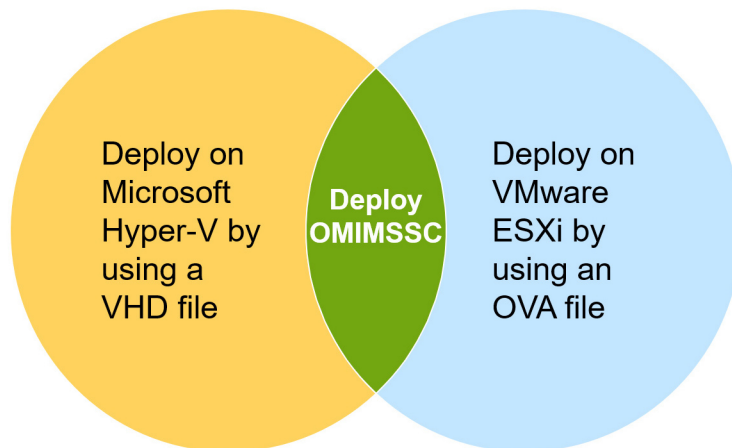 Deploy on
Microsoft
Hyper-V by
using a
VHD file
Deploy
OMIMSSC
Deploy on
VMware
ESXi by
using an
OVA file